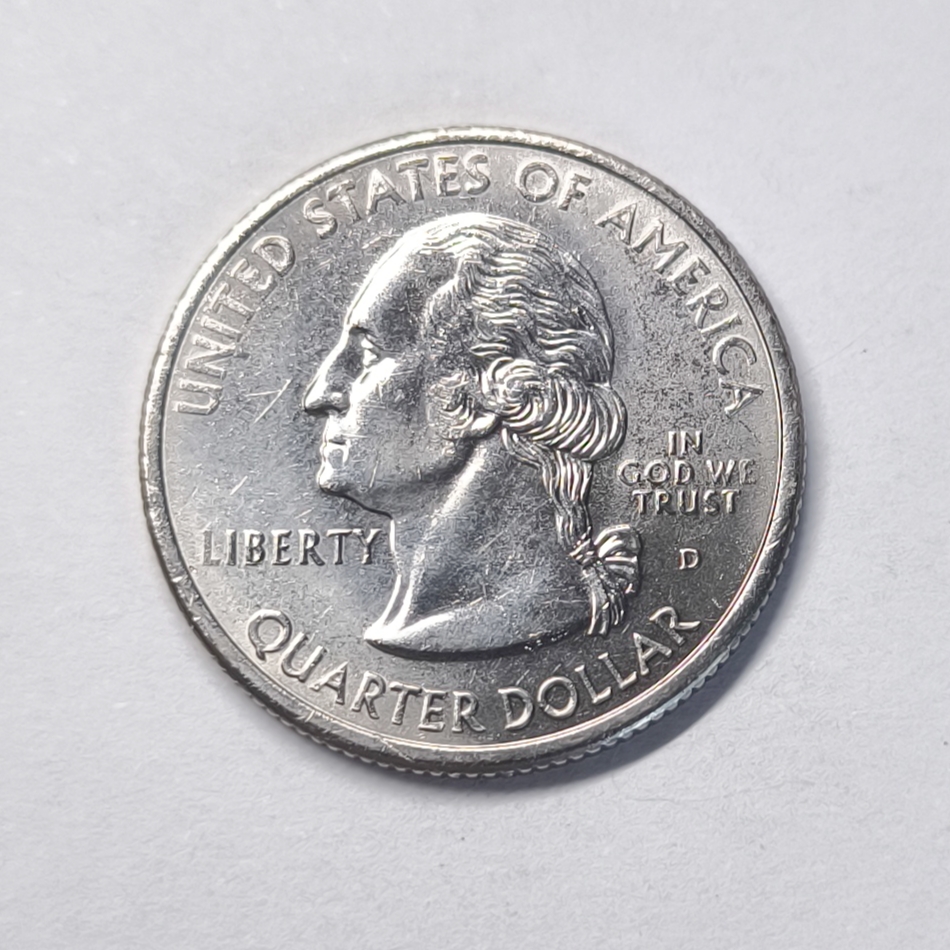 UNITED STATES OF AMERICA
IN
GOD WE
TRUST
LIBERTY
D
QUARTER DOLLAR